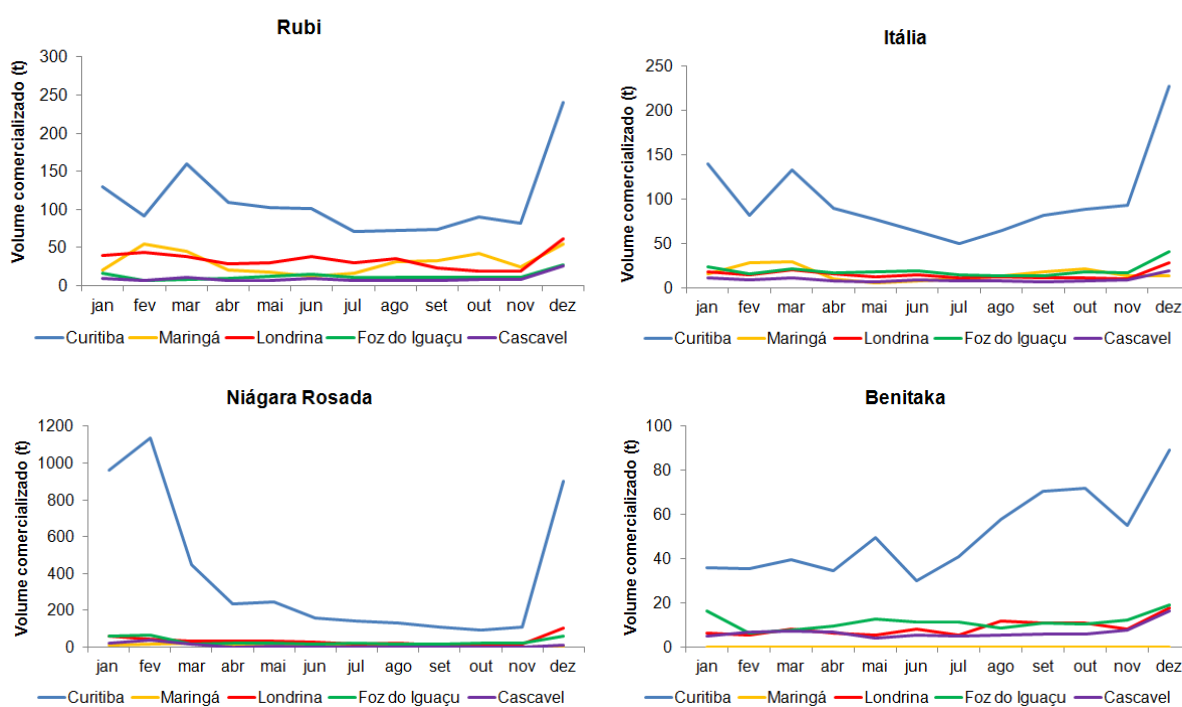 Rubi
Volume comercializado (t)
300
250
200
150
100
50
0
jan fev mar abr mai jun jul ago set out nov dez
Curitiba Maringá Londrina Foz do Iguaçu Cascavel
Itália
Volume comercializado (t)
250
200
150
100
50
0
jan fev mar abr mai jun jul ago set out nov dez
Curitiba Maringá Londrina Foz do Iguaçu Cascavel
Niágara Rosada
Volume comercializado (t)
1200
1000
800
600
400
200
0
jan fev mar abr mai jun jul ago set out nov dez
Curitiba Maringá Londrina Foz do Iguaçu Cascavel
Benitaka
Volume comercializado (t)
100
80
60
40
20
0
jan fev mar abr mai jun jul ago set out nov dez
Curitiba Maringá Londrina Foz do Iguaçu Cascavel